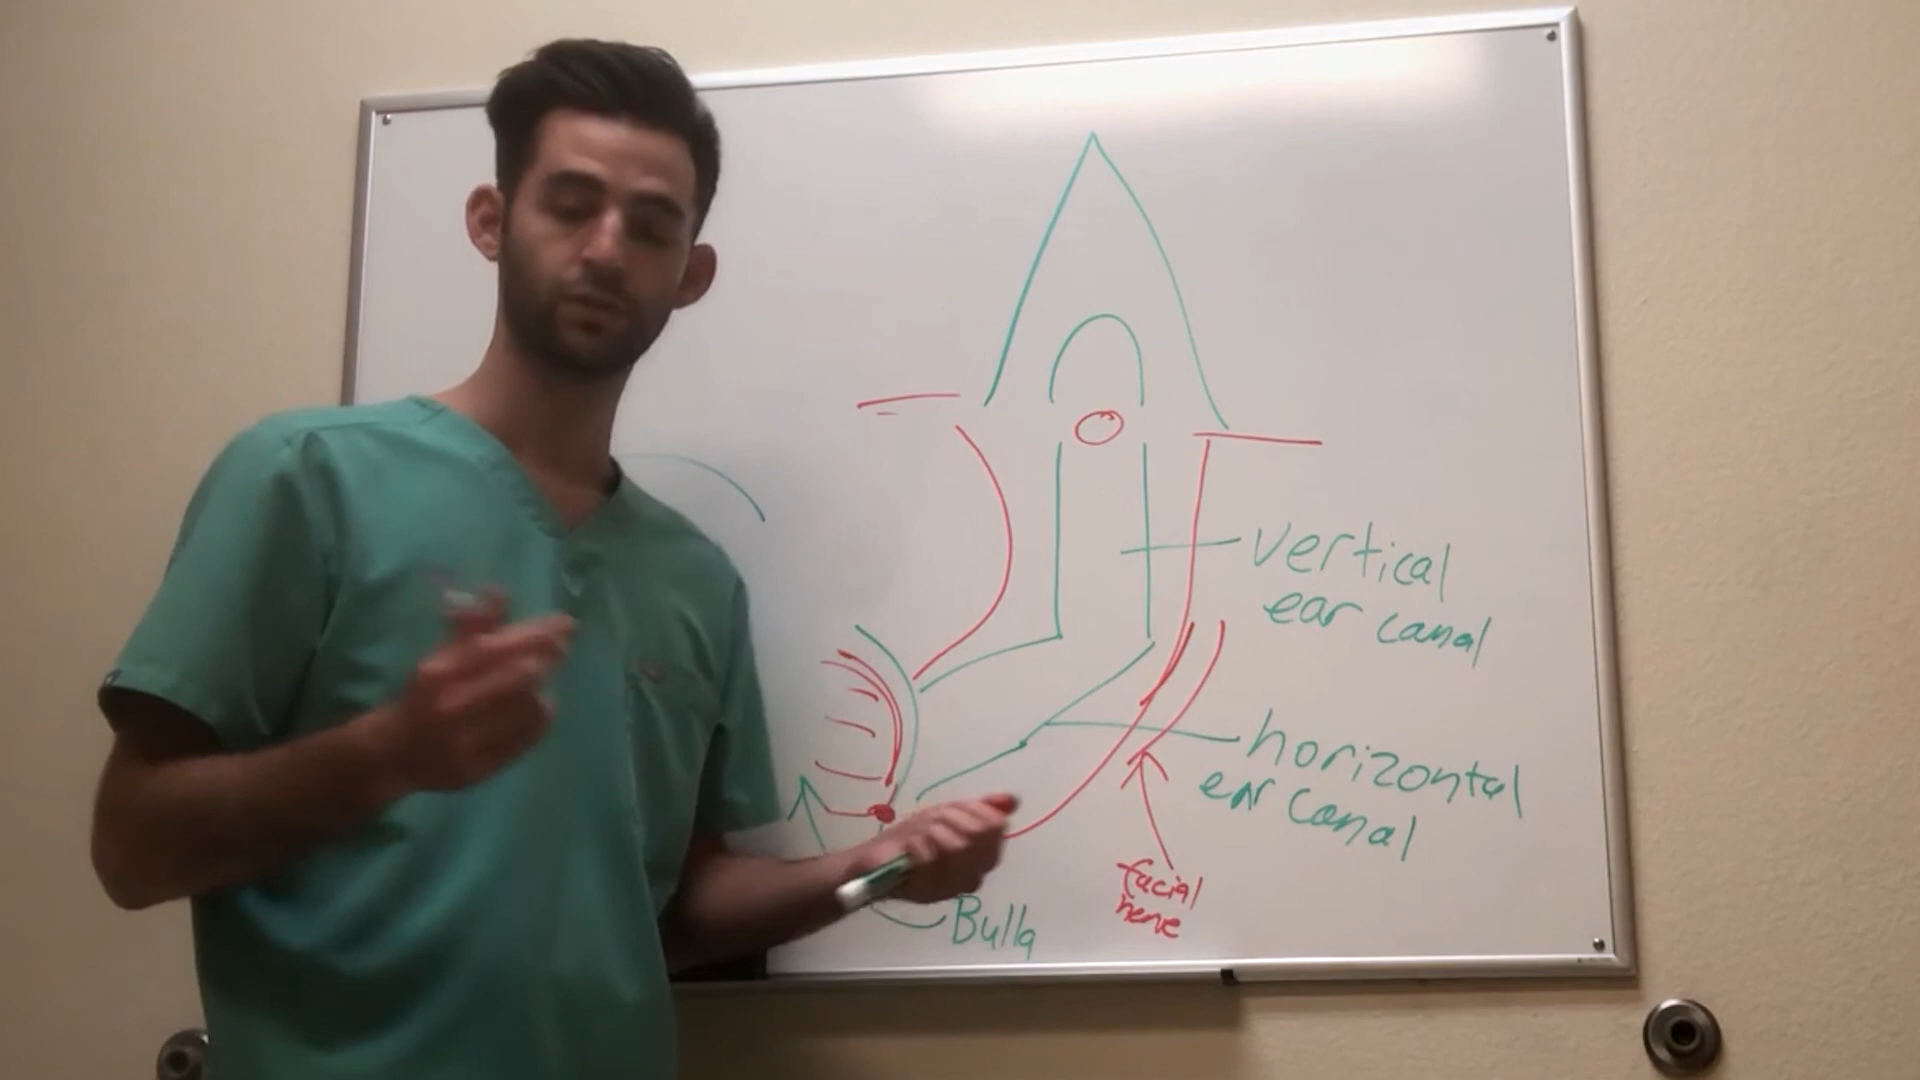 vertical
ear canal
horizontal
ear canal
facial
nerve
Bulla